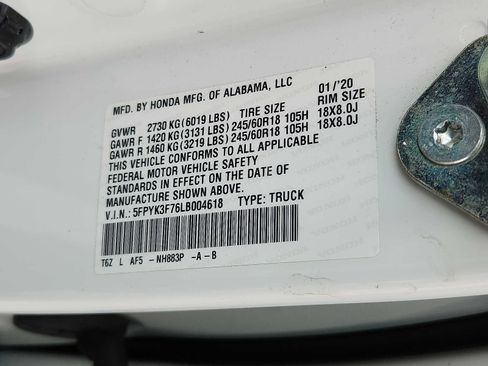 MFD. BY HONDA MFG. OF ALABAMA, LLC 01/'20
GVWR 2730 KG (6019 LBS) TIRE SIZE RIM SIZE
GAWR F 1420 KG (3131 LBS) 245/60R18 105H 18X8.0J
GAWR R 1460 KG (3219 LBS) 245/60R18 105H 18X8.0J
THIS VEHICLE CONFORMS TO ALL APPLICABLE
FEDERAL MOTOR VEHICLE SAFETY
STANDARDS IN EFFECT ON THE DATE OF
MANUFACTURE SHOWN ABOVE.
V.I.N.: 5FPYK3F76LB004618 TYPE: TRUCK
T6Z L AF5 -NH883P -A-B